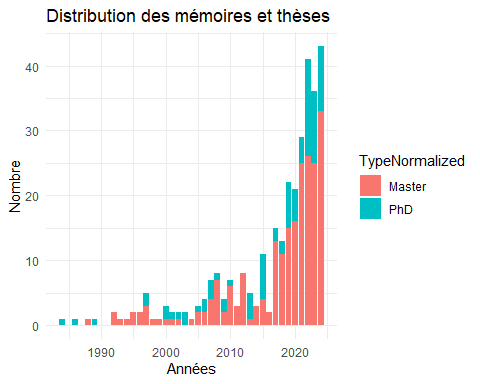 Distribution des mémoires et thèses
40
30
20
10
0
Nombre
1990
2000
2010
2020
Années
TypeNormalized
Master
PhD